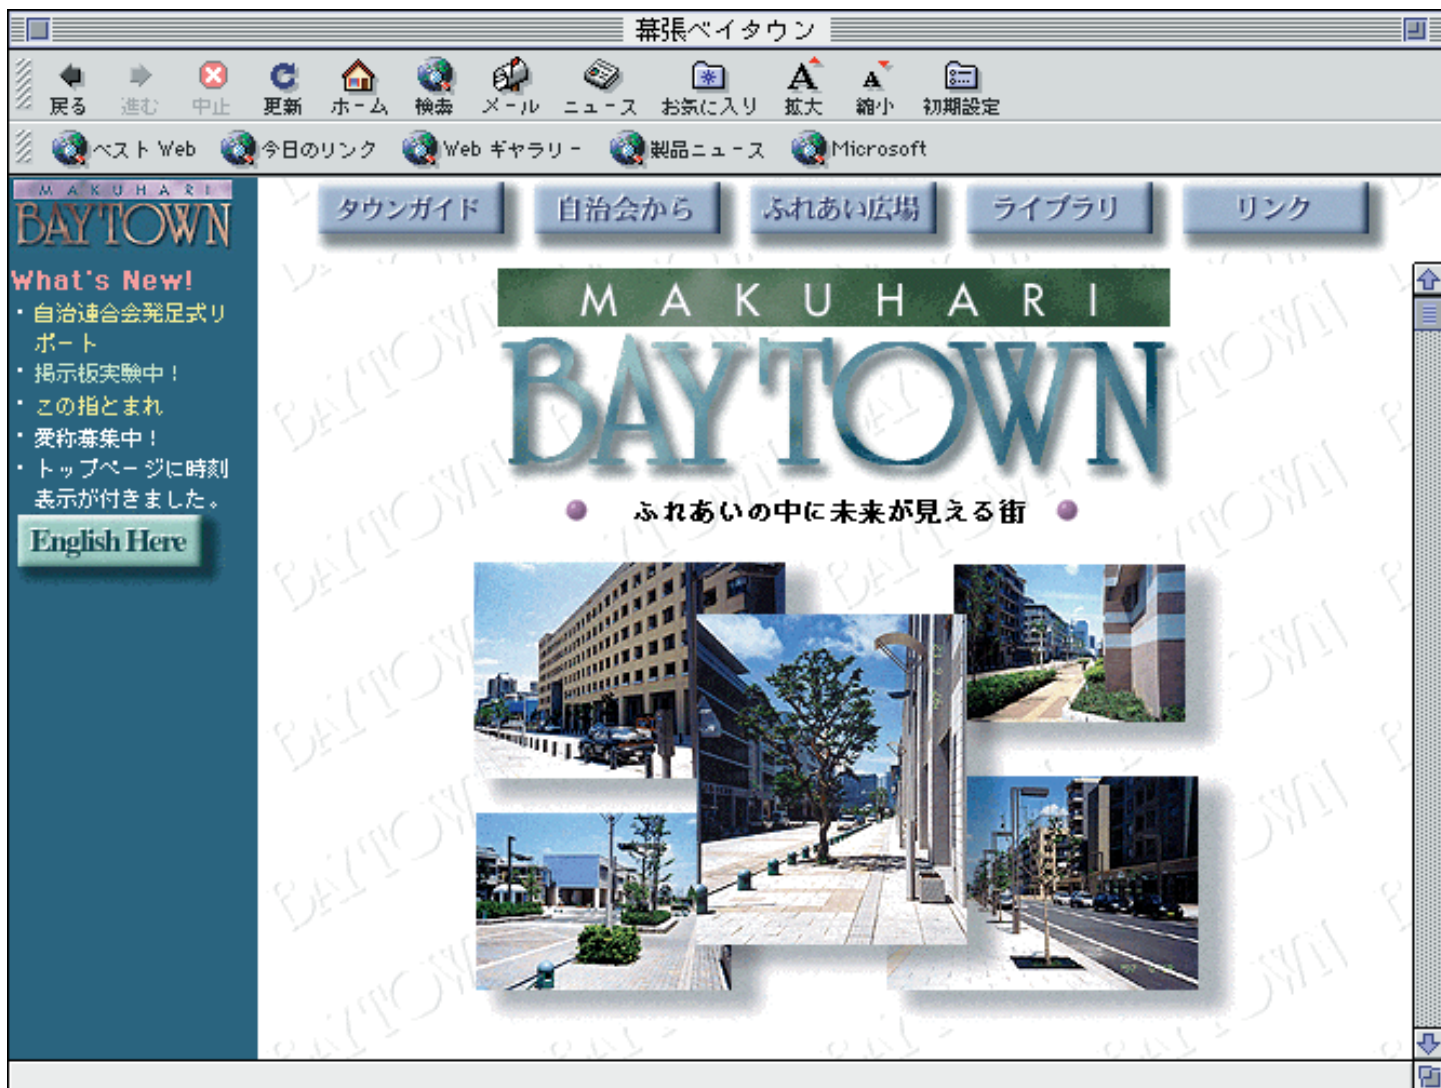 幕張ベイタウン
戻る 進む 中止 更新 ホーム 検索 メール ニュース お気に入り 拡大 縮小 初期設定
ベスト Web 今日のリンク Web ギャラリー 製品ニュース Microsoft
MAKUHARI
BAYTOWN
タウンガイド 自治会から ふれあい広場 ライブラリ リンク
What's New!
・自治連合会発足式リ
ポート
・掲示板実験中！
・この指とまれ
・愛称募集中！
・トップページに時刻
表示が付きました。
English Here
MAKUHARI
BAYTOWN
ふれあいの中に未来が見える街